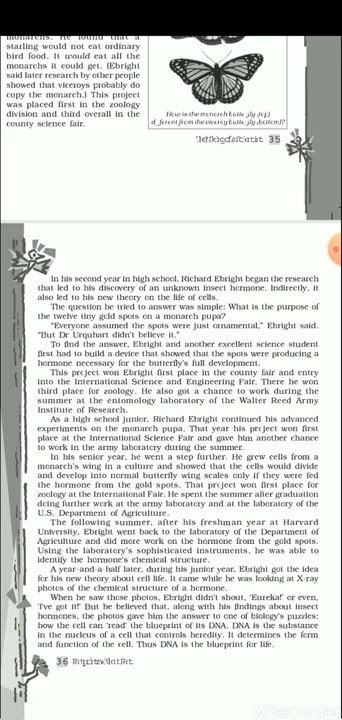 monarchs. He found that a
starling would not eat ordinary
bird food. It would eat all the
monarchs it could get. (Ebright
said later research by other people
showed that viceroys probably do
copy the monarch.) This project
was placed first in the zoology
division and third overall in the
county science fair.
How is the monarch butterfly (top)
different from the viceroy butterfly (bottom)?
35
In his second year in high school, Richard Ebright began the research
that led to his discovery of an unknown insect hormone. Indirectly, it
also led to his new theory on the life of cells.
The question he tried to answer was simple: What is the purpose of
the twelve tiny gold spots on a monarch pupa?
“Everyone assumed the spots were just ornamental,” Ebright said.
“But Dr Urquhart didn't believe it.”
To find the answer, Ebright and another excellent science student
first had to build a device that showed that the spots were producing a
hormone necessary for the butterfly's full development.
This project won Ebright first place in the county fair and entry
into the International Science and Engineering Fair. There he won
third place for zoology. He also got a chance to work during the
summer at the entomology laboratory of the Walter Reed Army
Institute of Research.
As a high school junior, Richard Ebright continued his advanced
experiments on the monarch pupa. That year his project won first
place at the International Science Fair and gave him another chance
to work in the army laboratory during the summer.
In his senior year, he went a step further. He grew cells from a
monarch's wing in a culture and showed that the cells would divide
and develop into normal butterfly wing scales only if they were fed
the hormone from the gold spots. That project won first place for
zoology at the International Fair. He spent the summer after graduation
doing further work at the army laboratory and at the laboratory of the
U.S. Department of Agriculture.
The following summer, after his freshman year at Harvard
University, Ebright went back to the laboratory of the Department of
Agriculture and did more work on the hormone from the gold spots.
Using the laboratory's sophisticated instruments, he was able to
identify the hormone's chemical structure.
A year-and-a-half later, during his junior year, Ebright got the idea
for his new theory about cell life. It came while he was looking at X-ray
photos of the chemical structure of a hormone.
When he saw those photos, Ebright didn't shout, ‘Eureka!’ or even,
‘I've got it!’ But he believed that, along with his findings about insect
hormones, the photos gave him the answer to one of biology's puzzles:
how the cell can ‘read’ the blueprint of its DNA. DNA is the substance
in the nucleus of a cell that controls heredity. It determines the form
and function of the cell. Thus DNA is the blueprint for life.
36
VRecorder